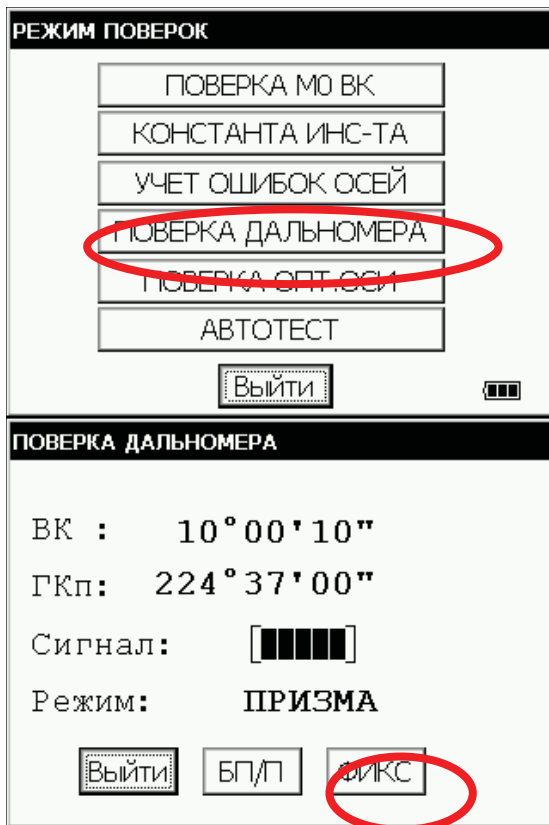 РЕЖИМ ПОВЕРОК
ПОВЕРКА М0 ВК
КОНСТАНТА ИНС-ТА
УЧЕТ ОШИБОК ОСЕЙ
ПОВЕРКА ДАЛЬНОМЕРА
ПОВЕРКА ОПТ.ОСИ
АВТОТЕСТ
Выйти
ПОВЕРКА ДАЛЬНОМЕРА
ВК : 10°00'10"
ГКп: 224°37'00"
Сигнал:
Режим: ПРИЗМА
Выйти БП/П ФИКС